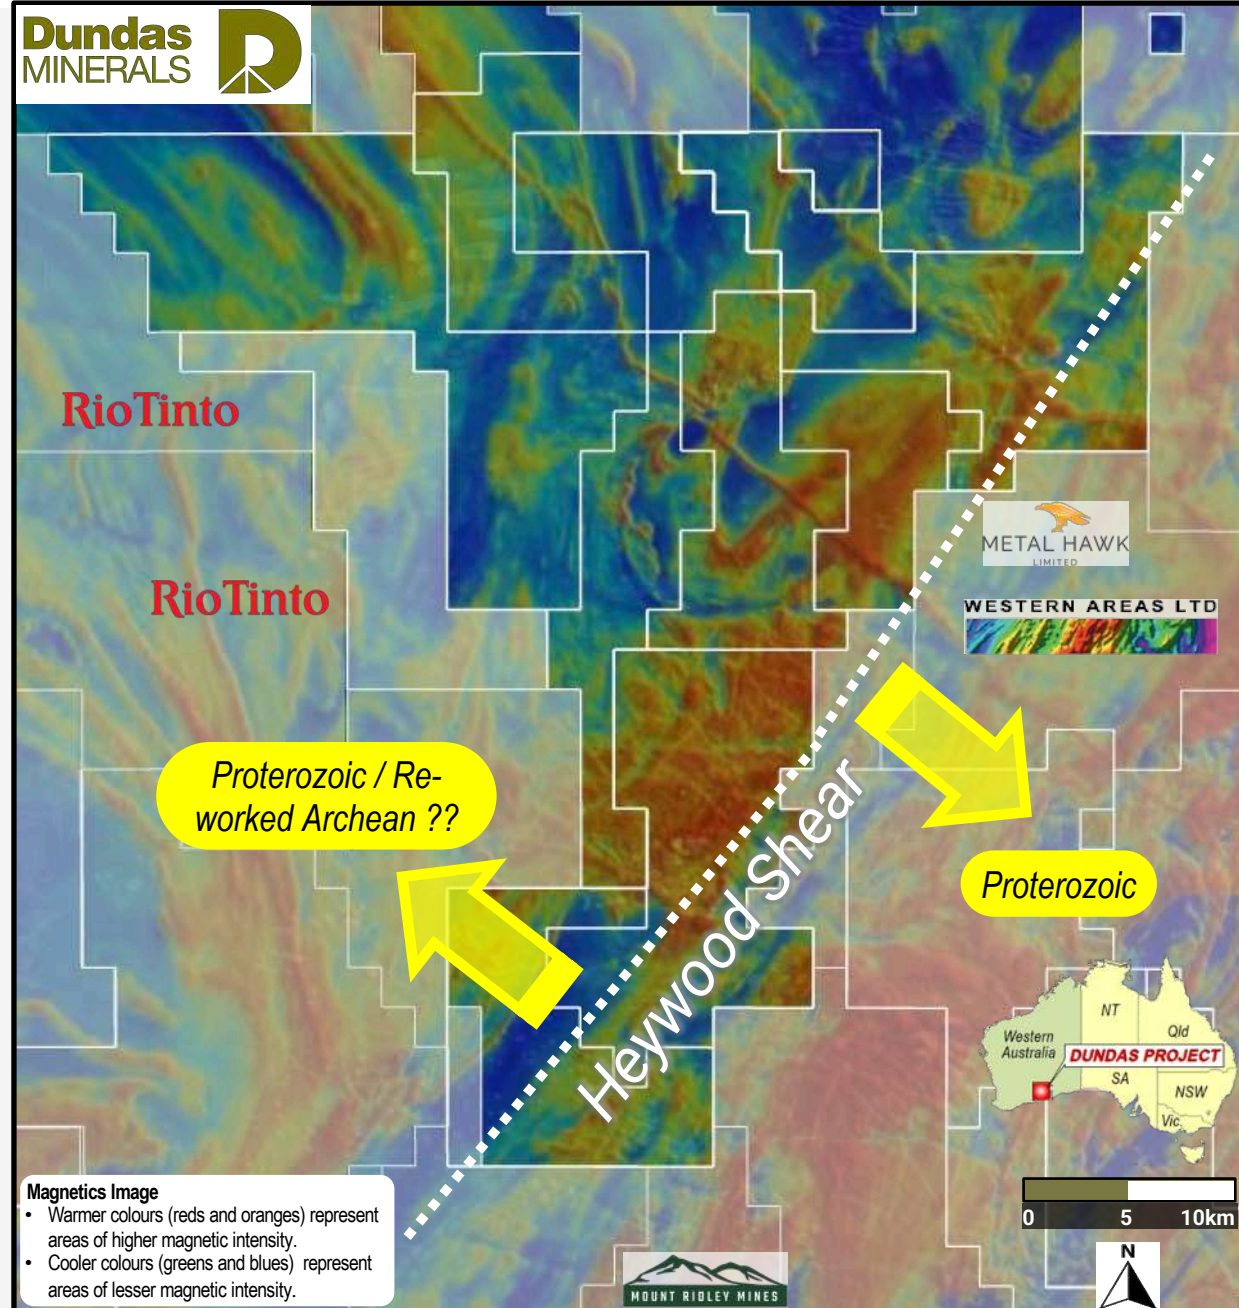 Dundas
MINERALS
RioTinto
RioTinto
METAL HAWK
LIMITED
WESTERN AREAS LTD
Proterozoic / Re-
worked Archean ??
Heywood Shear
Proterozoic
NT
Qld
Western
Australia
DUNDAS PROJECT
SA
NSW
Vic.
Magnetics Image
• Warmer colours (reds and oranges) represent
areas of higher magnetic intensity.
• Cooler colours (greens and blues) represent
areas of lesser magnetic intensity.
0 5 10km
N
MOUNT RIDLEY MINES